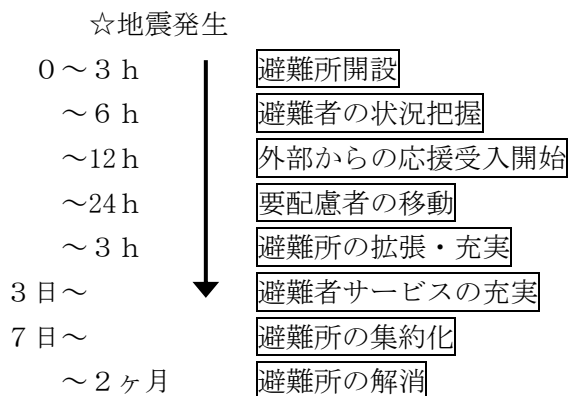 ☆地震発生
０～３ｈ 避難所開設
～６ｈ 避難者の状況把握
～12ｈ 外部からの応援受入開始
～24ｈ 要配慮者の移動
～３ｈ 避難所の拡張・充実
３日～ 避難者サービスの充実
７日～ 避難所の集約化
～２ヶ月 避難所の解消